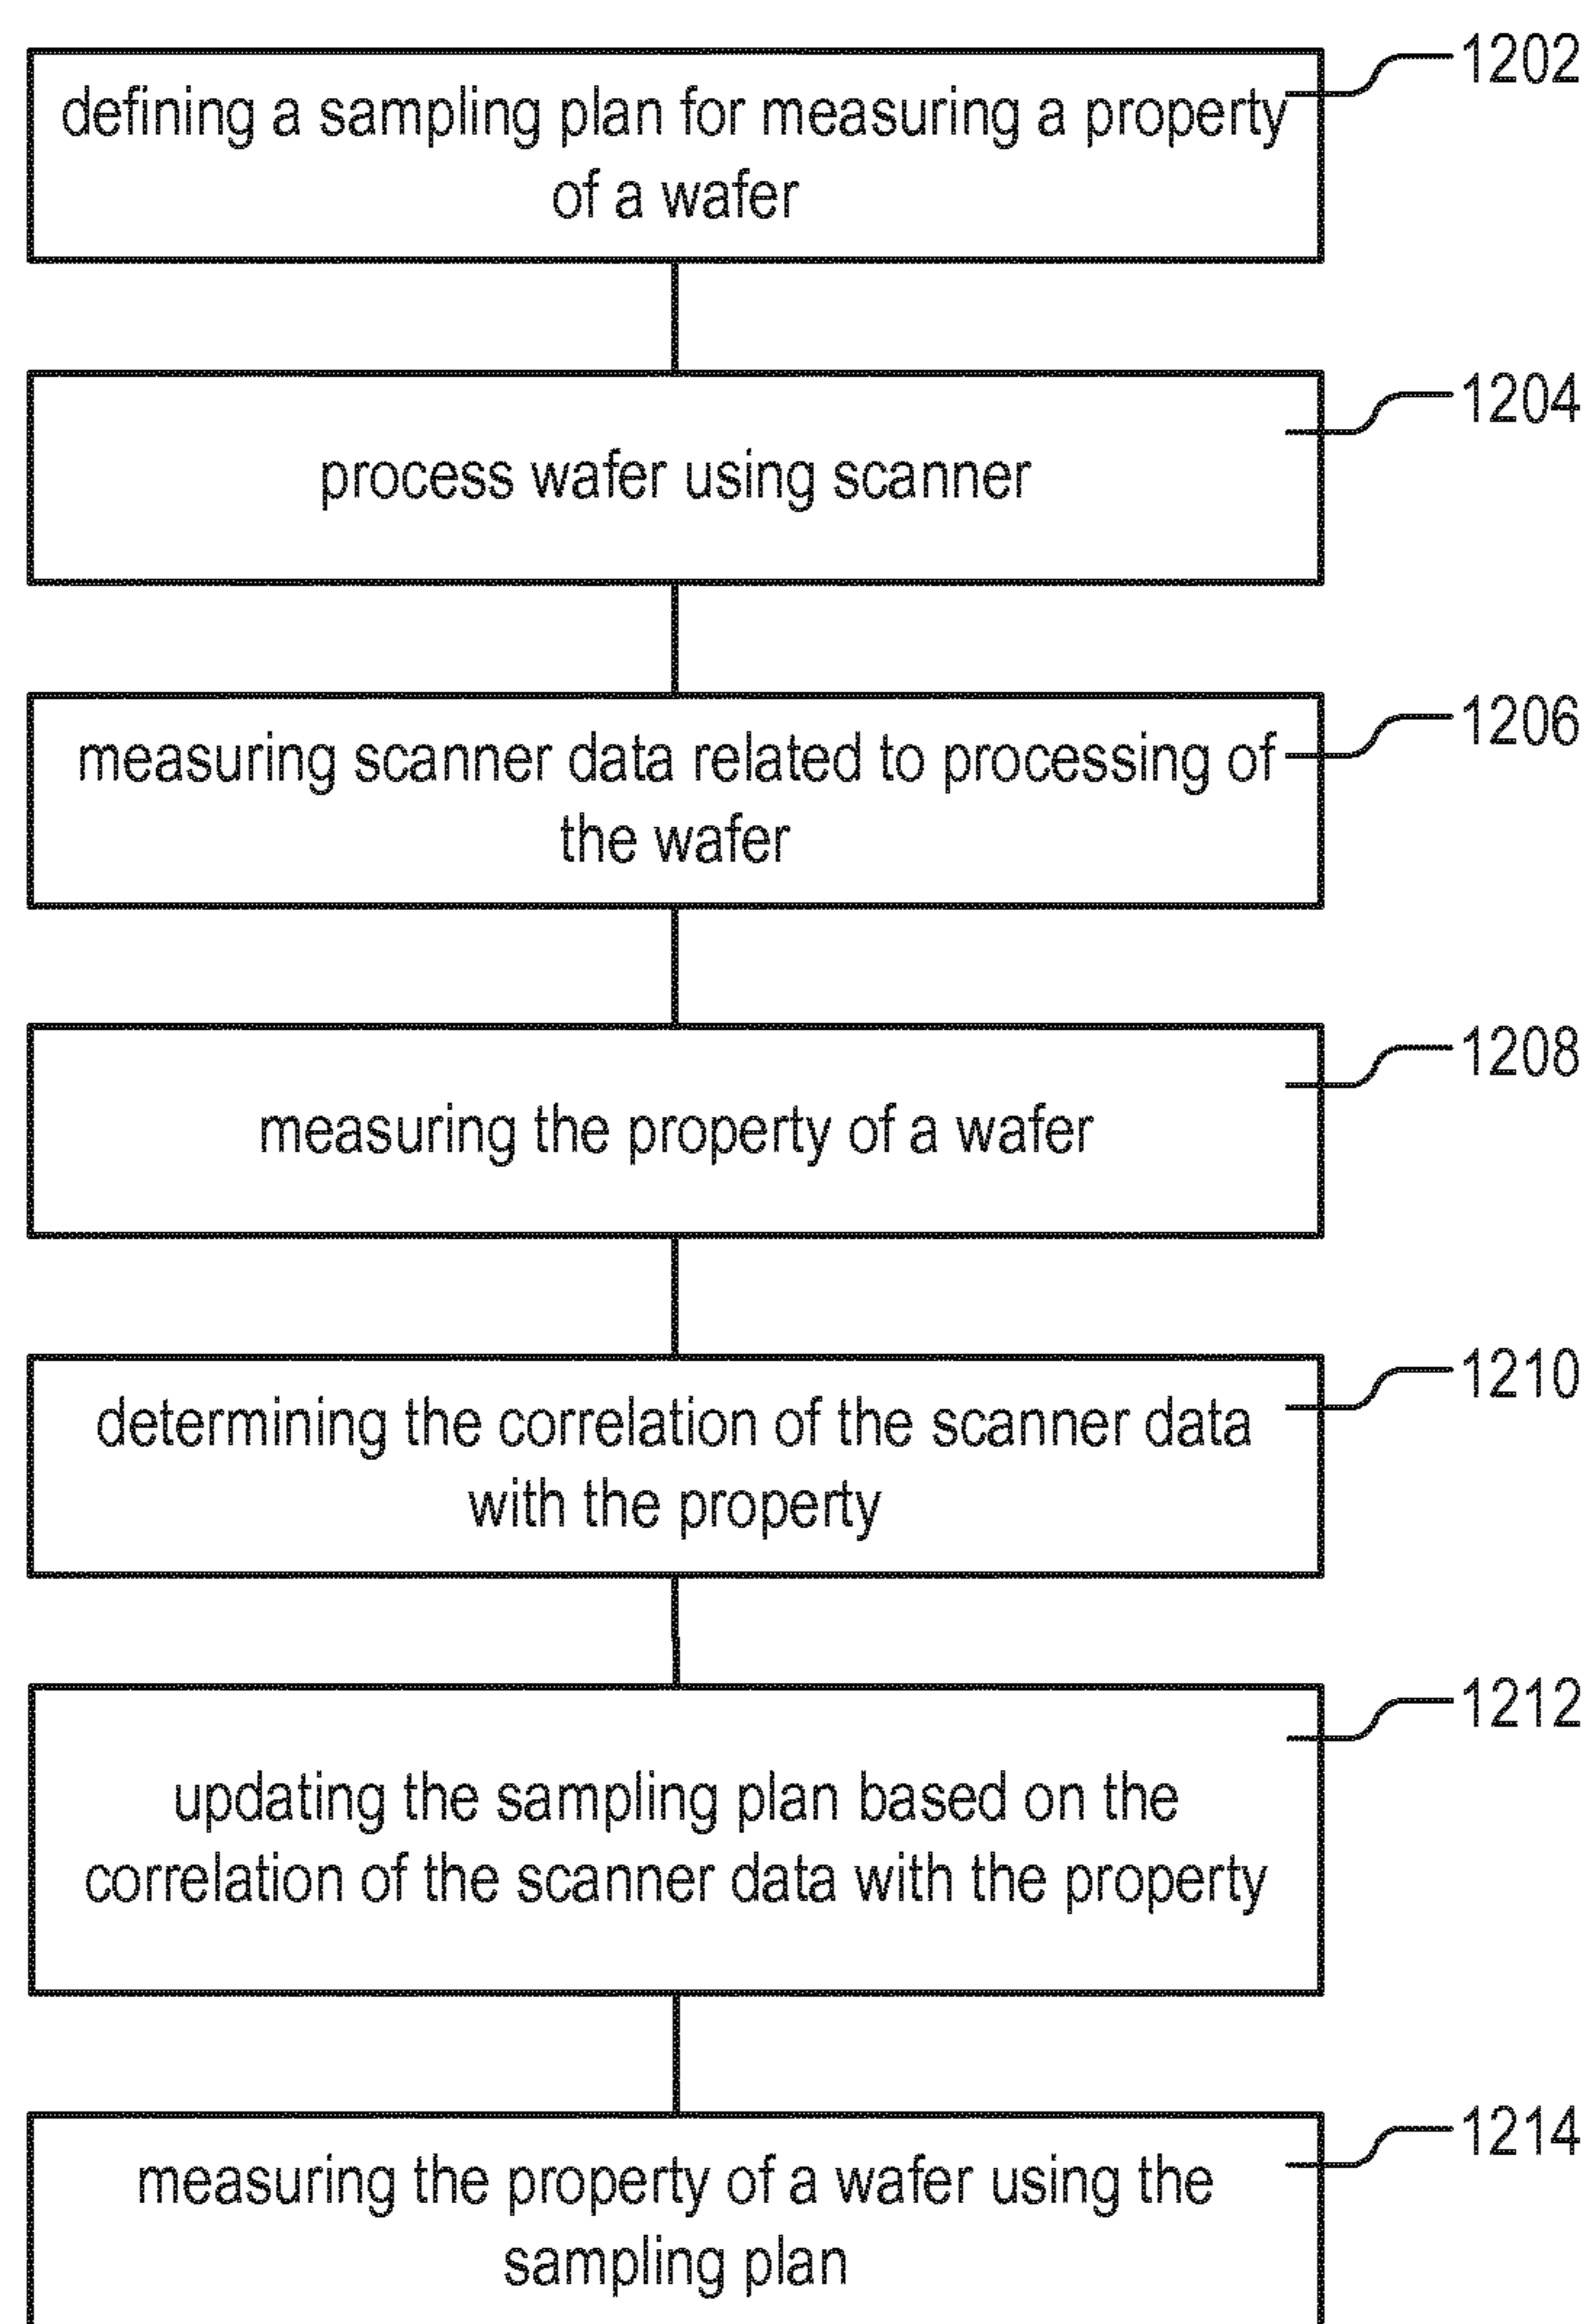 1202
defining a sampling plan for measuring a property
of a wafer
1204
process wafer using scanner
1206
measuring scanner data related to processing of
the wafer
1208
measuring the property of a wafer
1210
determining the correlation of the scanner data
with the property
1212
updating the sampling plan based on the
correlation of the scanner data with the property
1214
measuring the property of a wafer using the
sampling plan